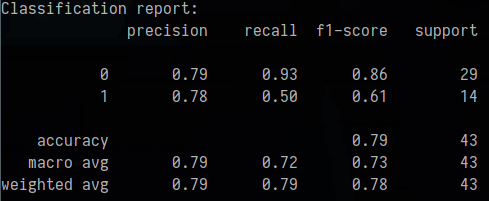 Classification report:
precision recall f1-score support
0 0.79 0.93 0.86 29
1 0.78 0.50 0.61 14
accuracy 0.79 43
macro avg 0.79 0.72 0.73 43
weighted avg 0.79 0.79 0.78 43